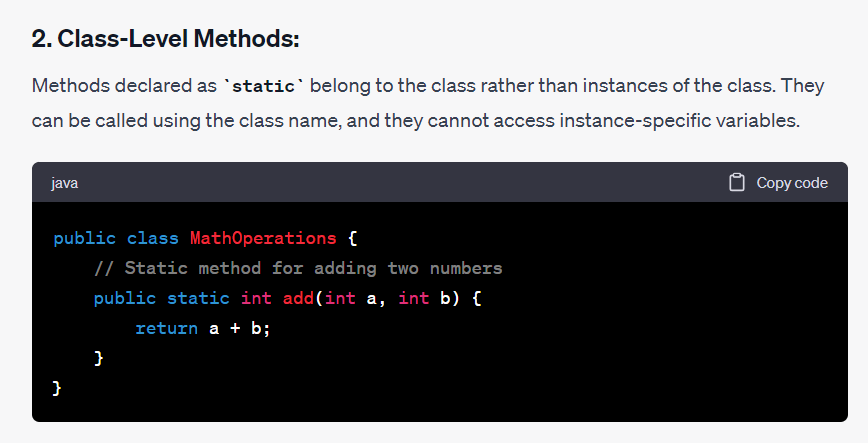 2. Class-Level Methods:
Methods declared as `static` belong to the class rather than instances of the class. They
can be called using the class name, and they cannot access instance-specific variables.
java
Copy code
public class MathOperations {
    // Static method for adding two numbers
    public static int add(int a, int b) {
        return a + b;
    }
}